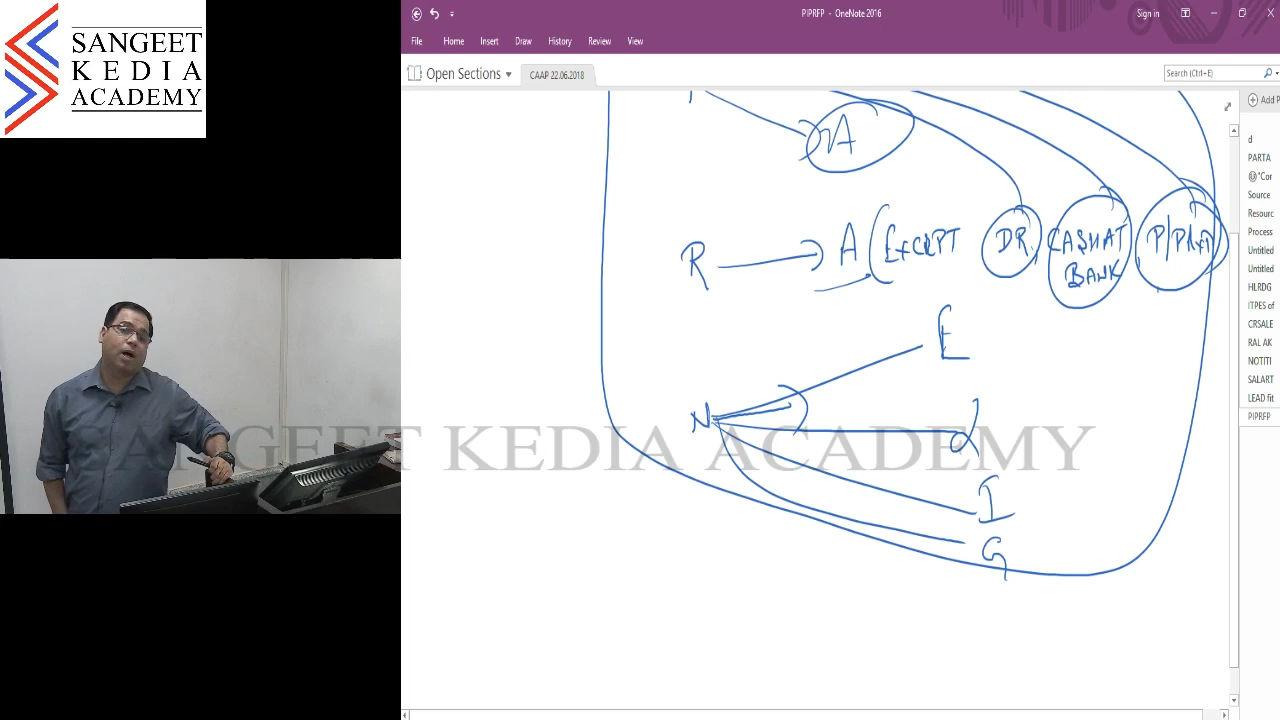 SANGEET
KEDIA
ACADEMY
PIPRFP - OneNote 2016
Sign in
File Home Insert Draw History Review View
Open Sections
CAAP 22.06.2018
Search (Ctrl+E)
Add P
d
PARTA
Source
Resourc
Process
Untitled
Untitled
HLRDG
ITPES of
CRSALE
RAL AK
NOTITI
SALART
LEAD fit
PIPRFP
A
R A (EXCEPT DR, CASH AT BANK
E
N
L
I
G
SANGEET KEDIA ACADEMY